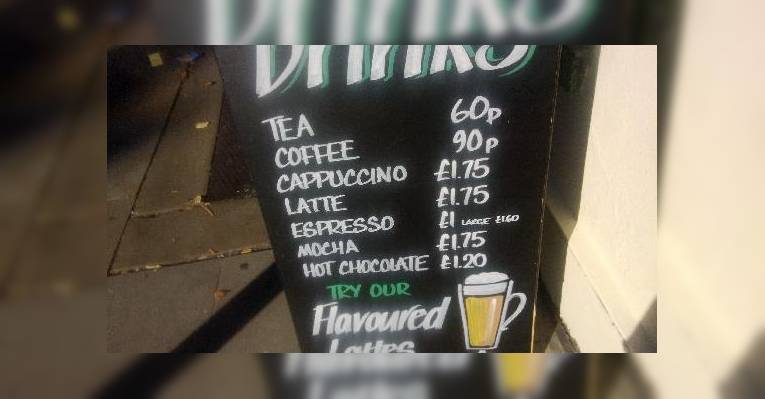 Drinks
TEA 60p
COFFEE 90p
CAPPUCCINO £1.75
LATTE £1.75
ESPRESSO £1 LARGE £1.60
MOCHA £1.75
HOT CHOCOLATE £1.20
TRY OUR
Flavoured
Lattes